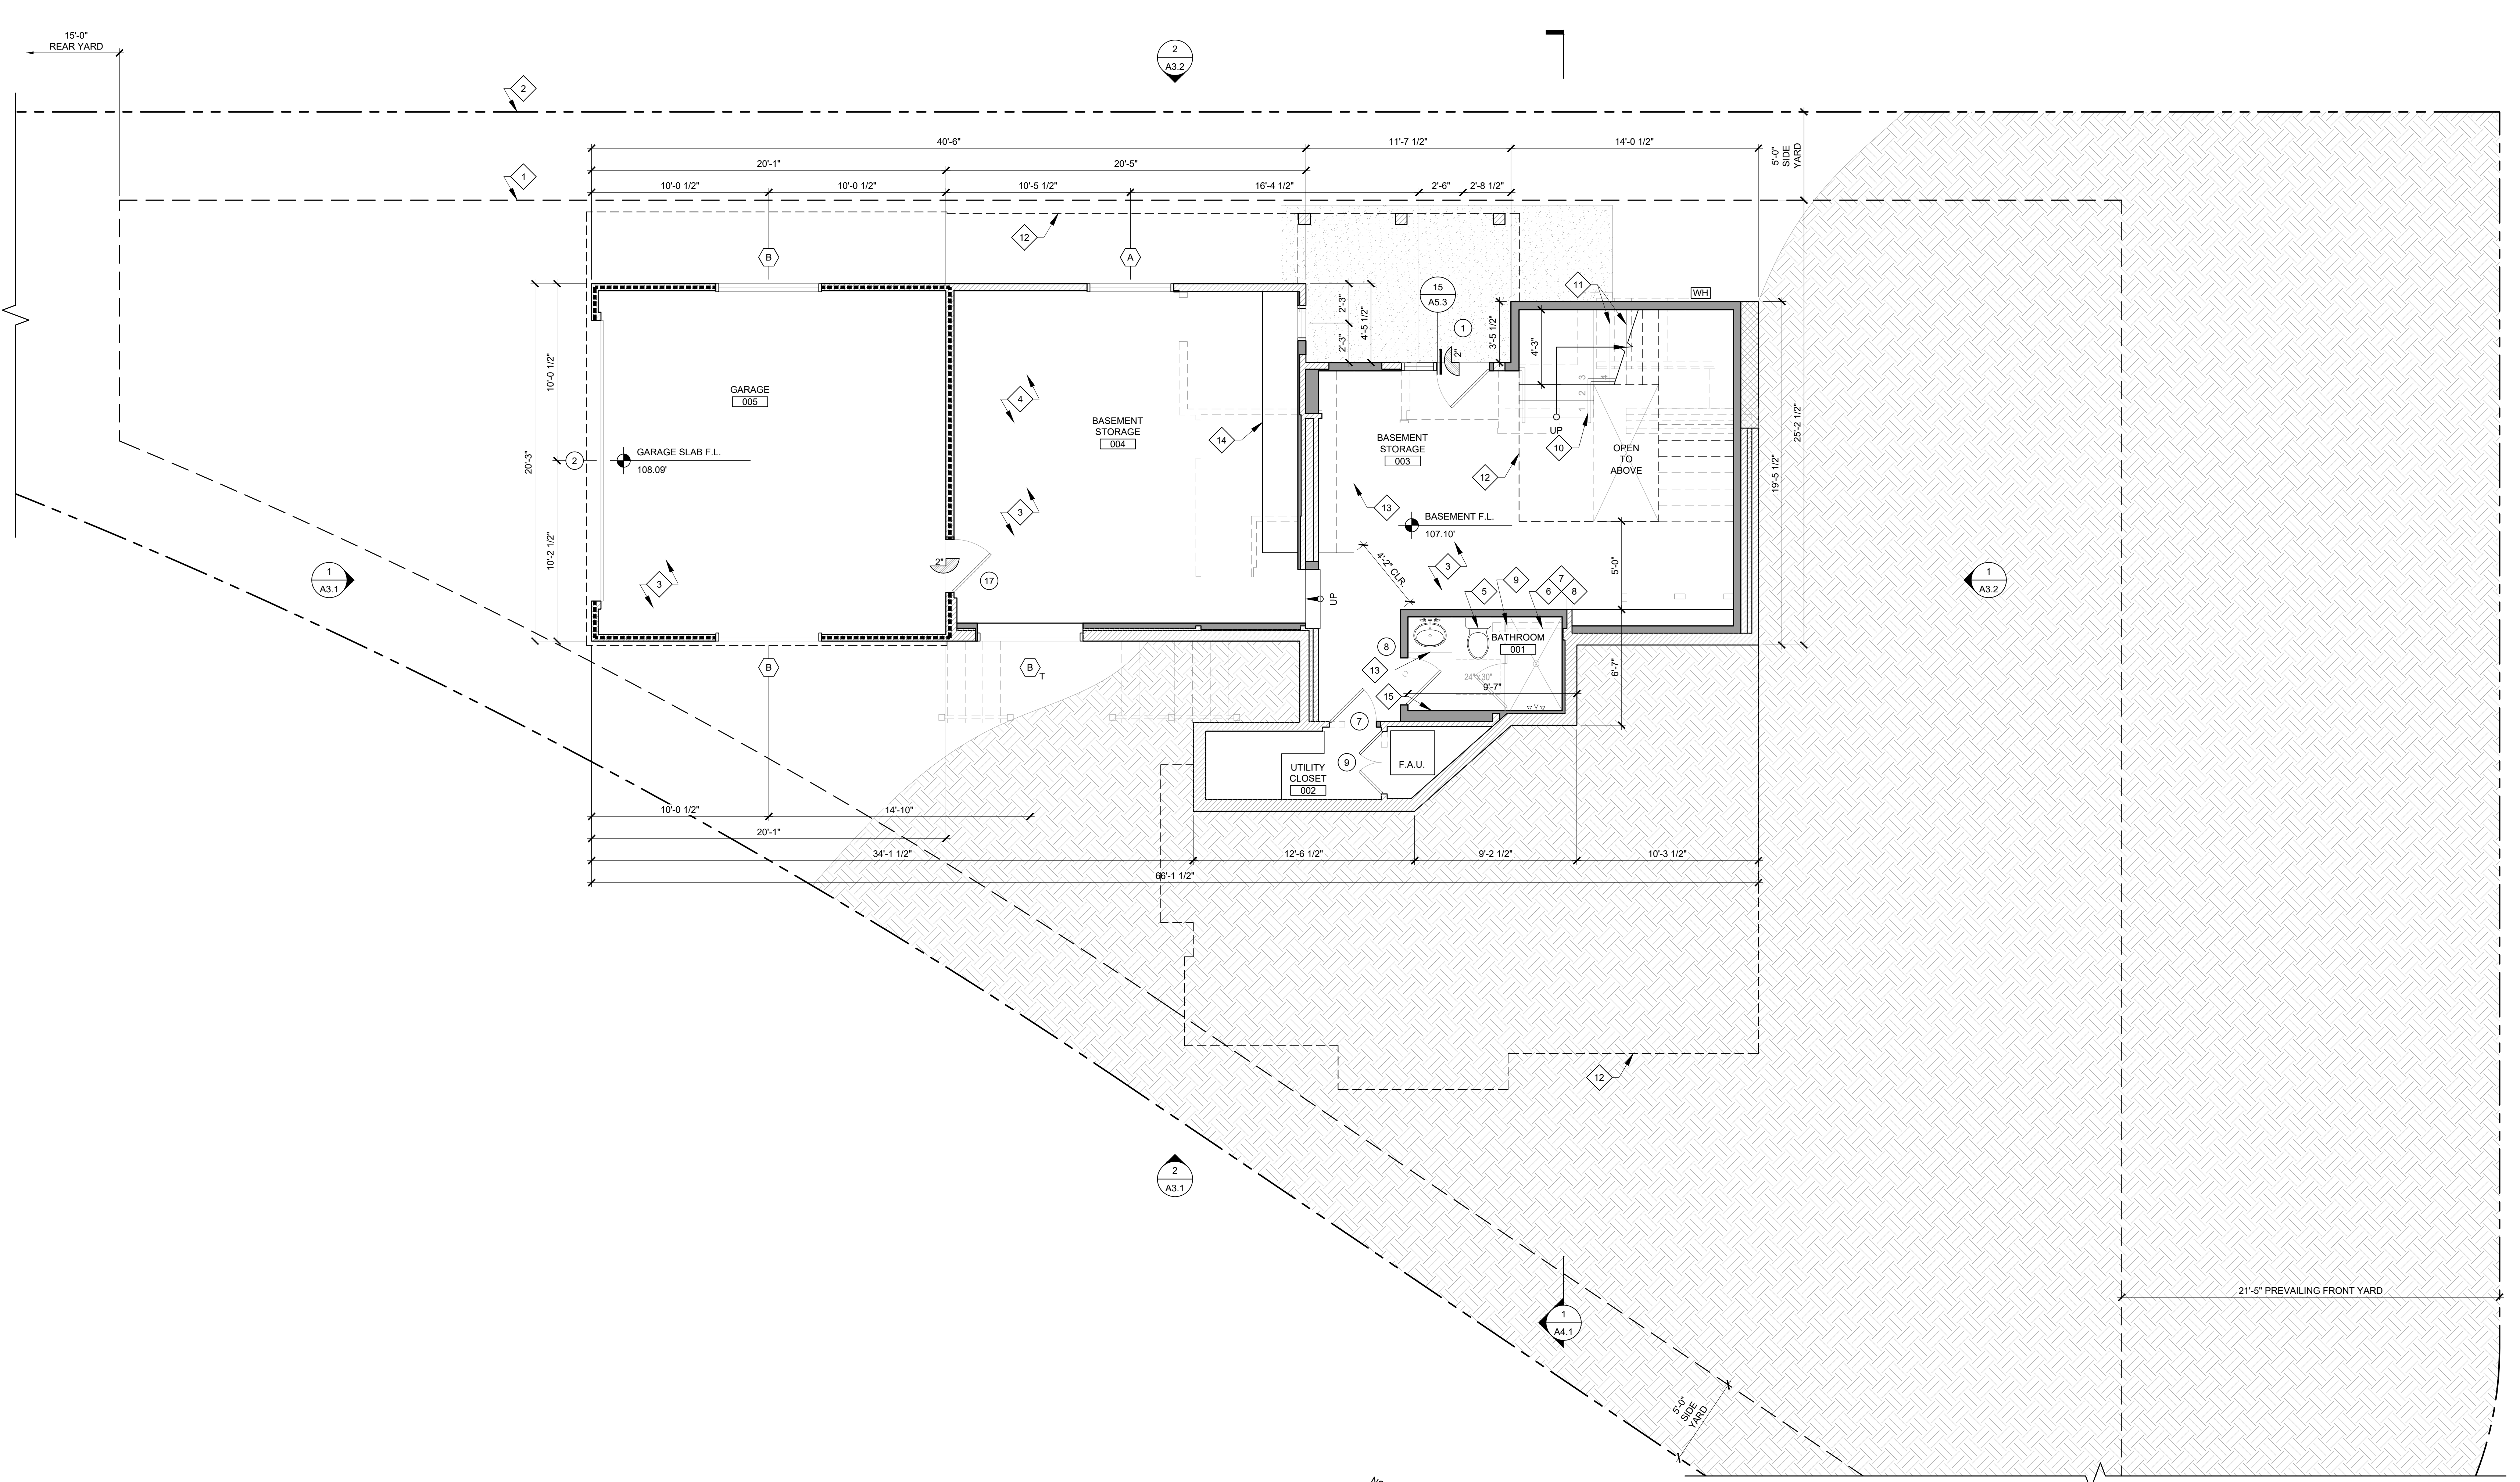 15'-0"
REAR YARD
2
A3.2
2
1
40'-6"
11'-7 1/2"
14'-0 1/2"
5'-0"
SIDE
YARD
20'-1"
20'-5"
10'-0 1/2"
10'-0 1/2"
10'-5 1/2"
16'-4 1/2"
2'-6"
2'-8 1/2"
12
B
A
15
A5.3
11
WH
1
2"
2'-3"
2'-3"
4'-5 1/2"
3'-5 1/2"
4'-3"
10'-0 1/2"
GARAGE
005
4
BASEMENT
STORAGE
004
14
BASEMENT
STORAGE
003
1 2 3
4
UP
10
12
OPEN
TO
ABOVE
25'-2 1/2"
20'-3"
2
GARAGE SLAB F.L.
108.09'
19'-5 1/2"
3
13
BASEMENT F.L.
107.10'
10'-2 1/2"
1
A3.1
3
2"
17
4'-2" CLR.
3
5
9
7
6
8
5'-0"
1
A3.2
UP
BATHROOM
001
8
13
24"x 30"
9'-7"
15
6'-7"
B
B
T
7
9
UTILITY
CLOSET
002
F.A.U.
10'-0 1/2"
14'-10"
20'-1"
34'-1 1/2"
12'-6 1/2"
9'-2 1/2"
10'-3 1/2"
66'-1 1/2"
12
2
A3.1
21'-5" PREVAILING FRONT YARD
1
A4.1
5'-0"
SIDE
YARD